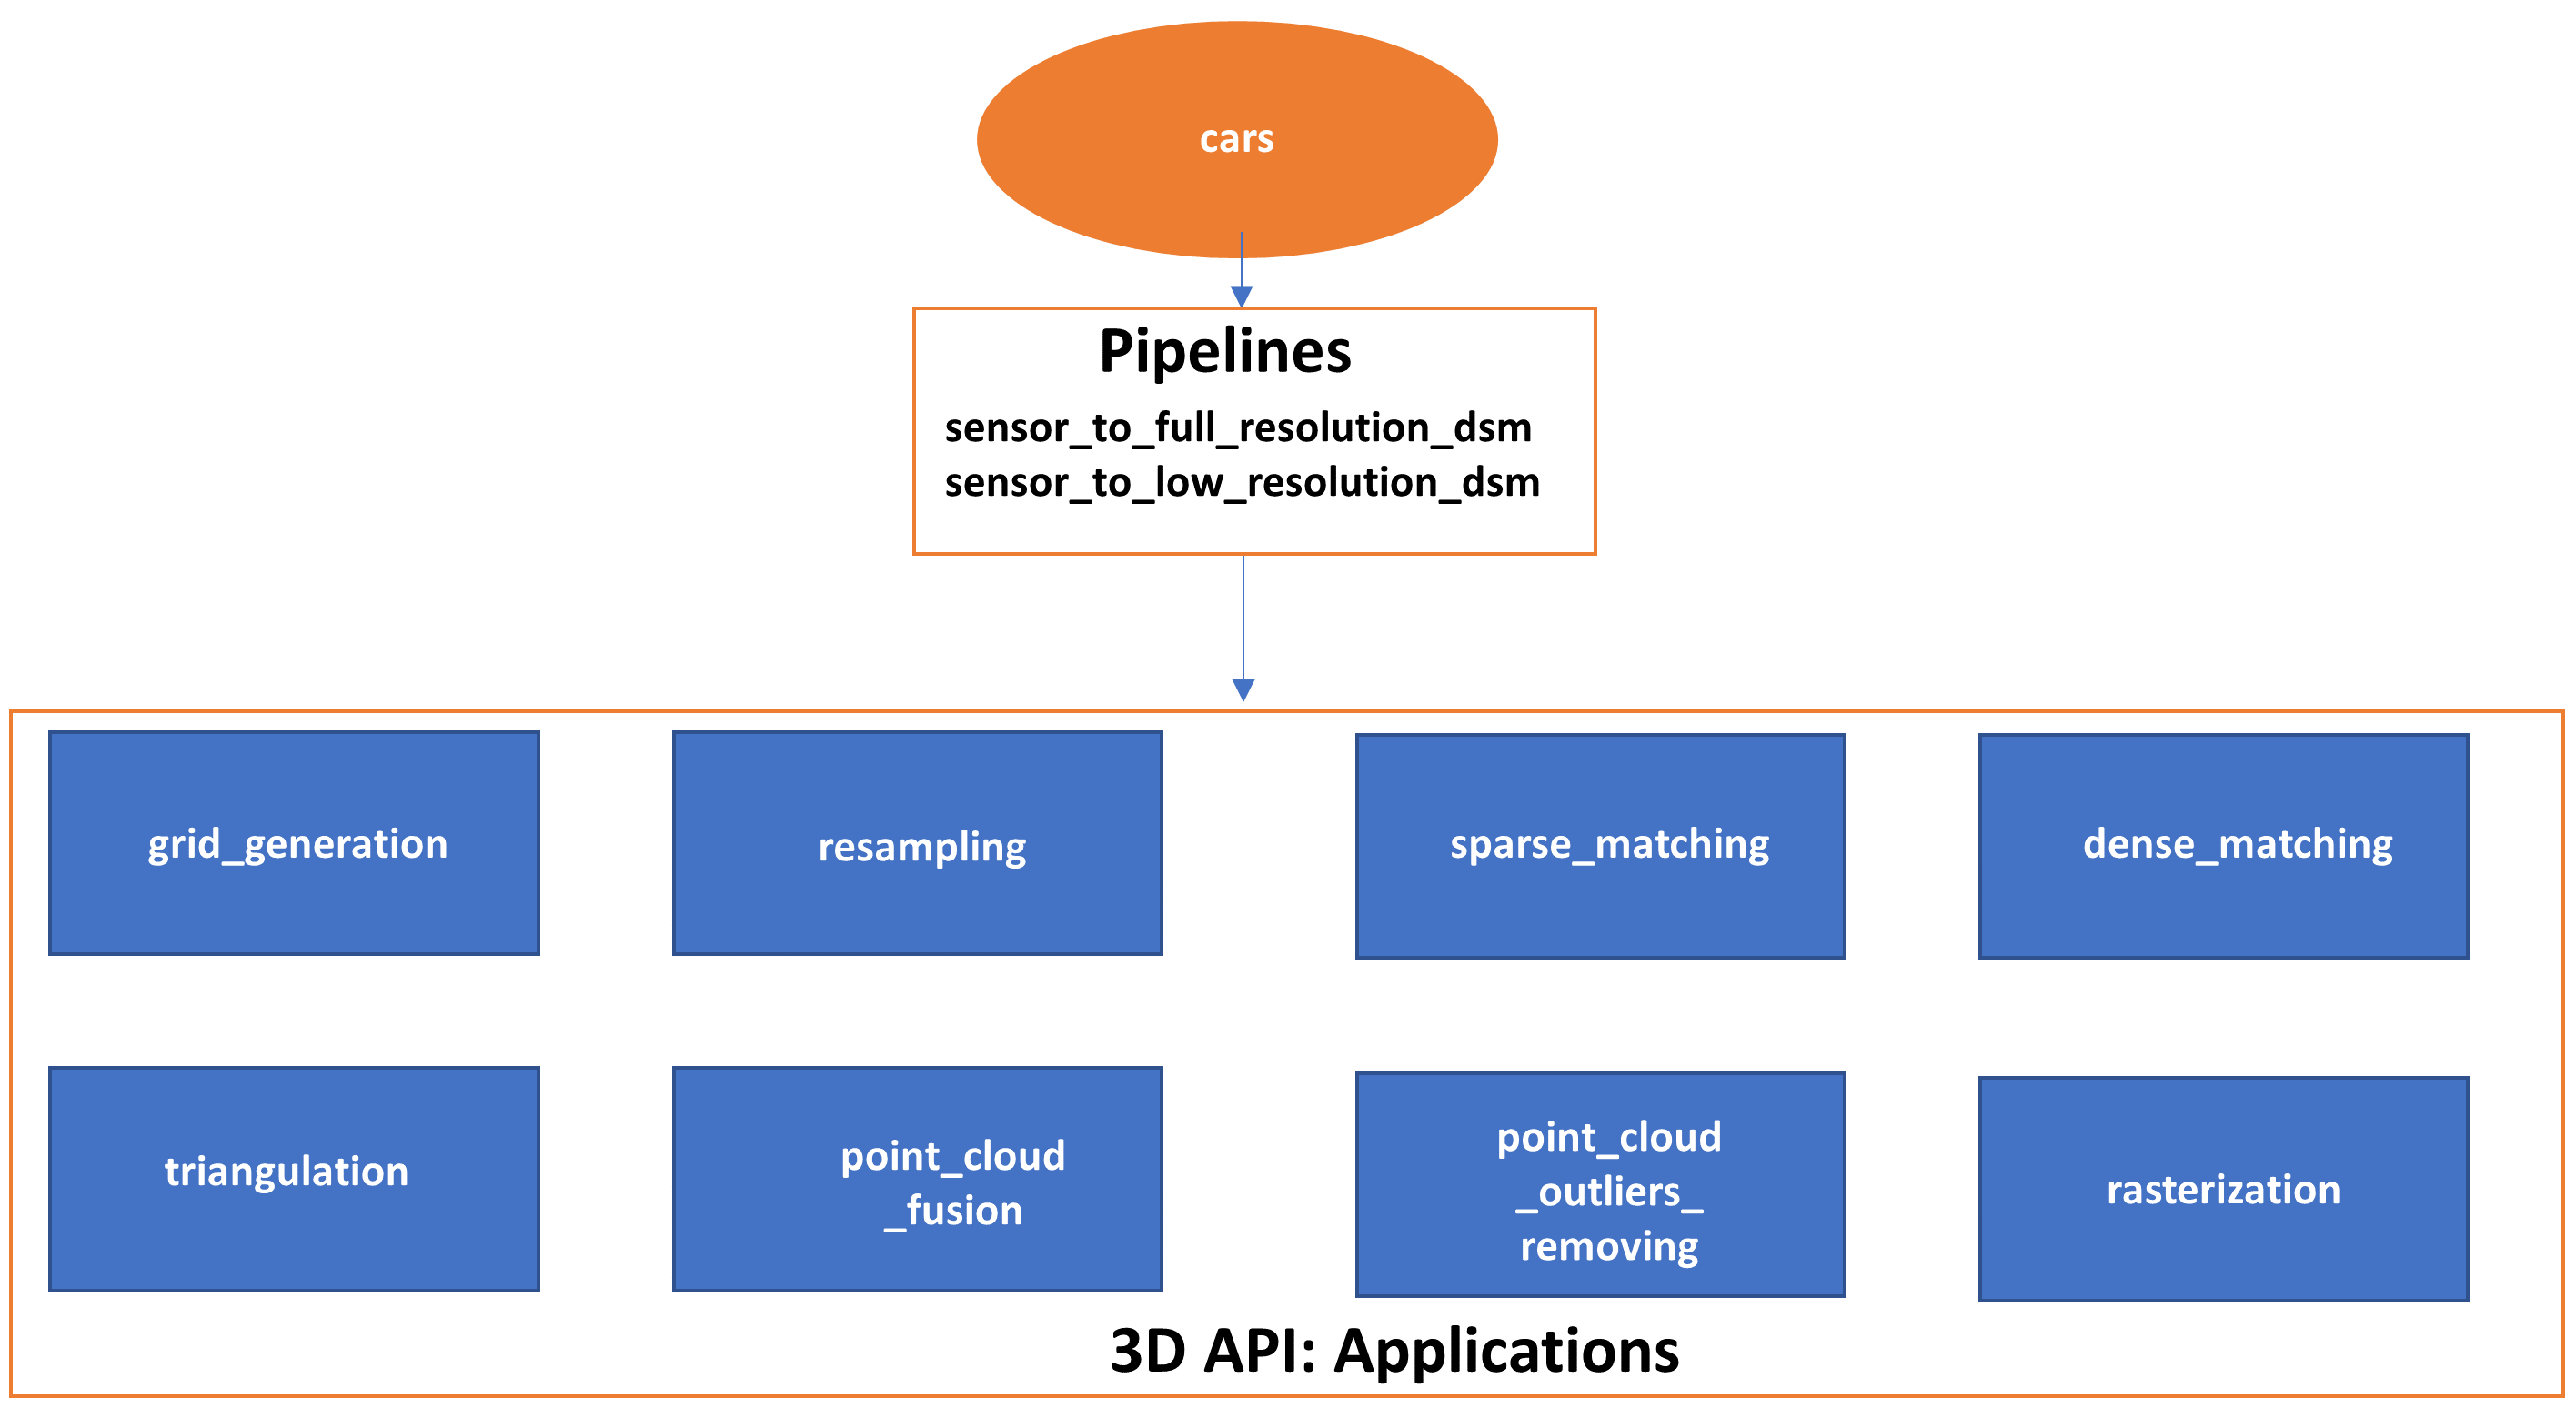 cars
Pipelines
sensor_to_full_resolution_dsm
sensor_to_low_resolution_dsm
grid_generation
resampling
sparse_matching
dense_matching
triangulation
point_cloud
_fusion
point_cloud
_outliers_
removing
rasterization
3D API: Applications